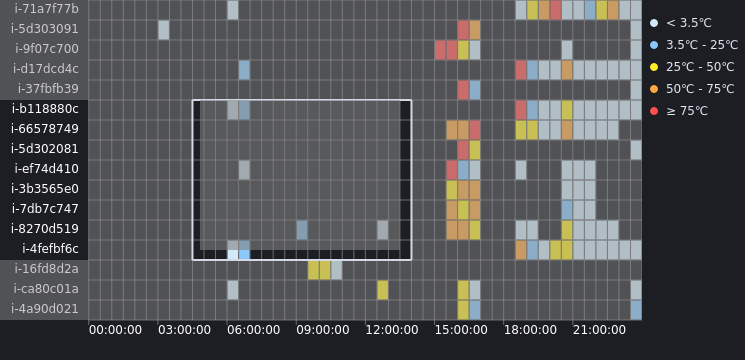 i-71a7f77b
i-5d303091
i-9f07c700
i-d17dcd4c
i-37fbfb39
i-b118880c
i-66578749
i-5d302081
i-ef74d410
i-3b3565e0
i-7db7c747
i-8270d519
i-4fefbf6c
i-16fd8d2a
i-ca80c01a
i-4a90d021
00:00:00 03:00:00 06:00:00 09:00:00 12:00:00 15:00:00 18:00:00 21:00:00
< 3.5℃
3.5℃ - 25℃
25℃ - 50℃
50℃ - 75℃
≥ 75℃